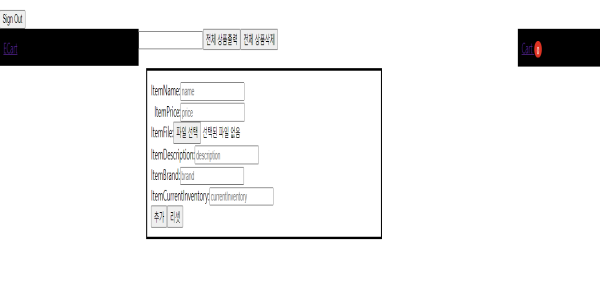 Sign Out
ECart 전체 상품출력 전체 상품삭제 Cart 0
ItemName: name
ItemPrice: price
ItemFile: 파일 선택 선택된 파일 없음
ItemDescription: description
ItemBrand: brand
ItemCurrentInventory: currentInventory
추가 리셋